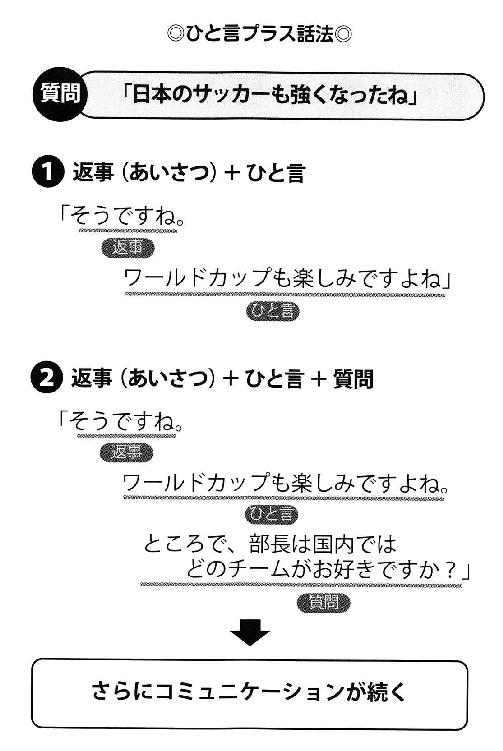 ◎ひと言プラス話法◎
質問 「日本のサッカーも強くなったね」
1 返事(あいさつ)+ひと言
「そうですね。
返事
ワールドカップも楽しみですよね」
ひと言
2 返事(あいさつ)+ひと言+質問
「そうですね。
返事
ワールドカップも楽しみですよね。
ひと言
ところで、部長は国内では
どのチームがお好きですか?」
質問
さらにコミュニケーションが続く